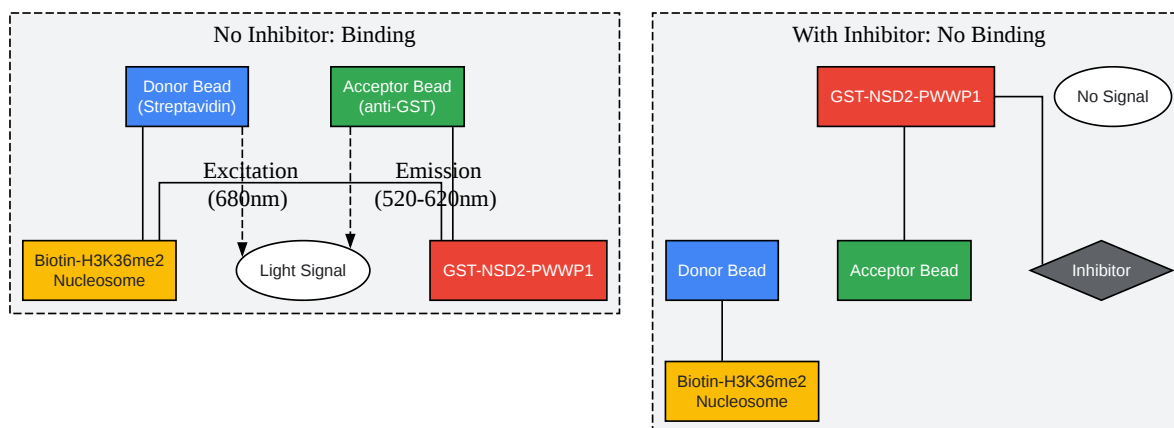 No Inhibitor: Binding
Donor Bead
(Streptavidin)
Acceptor Bead
(anti-GST)
Excitation
(680nm)
Emission
(520-620nm)
Biotin-H3K36me2
Nucleosome
Light Signal
GST-NSD2-PWWP1
With Inhibitor: No Binding
GST-NSD2-PWWP1
No Signal
Donor Bead
Acceptor Bead
Inhibitor
Biotin-H3K36me2
Nucleosome